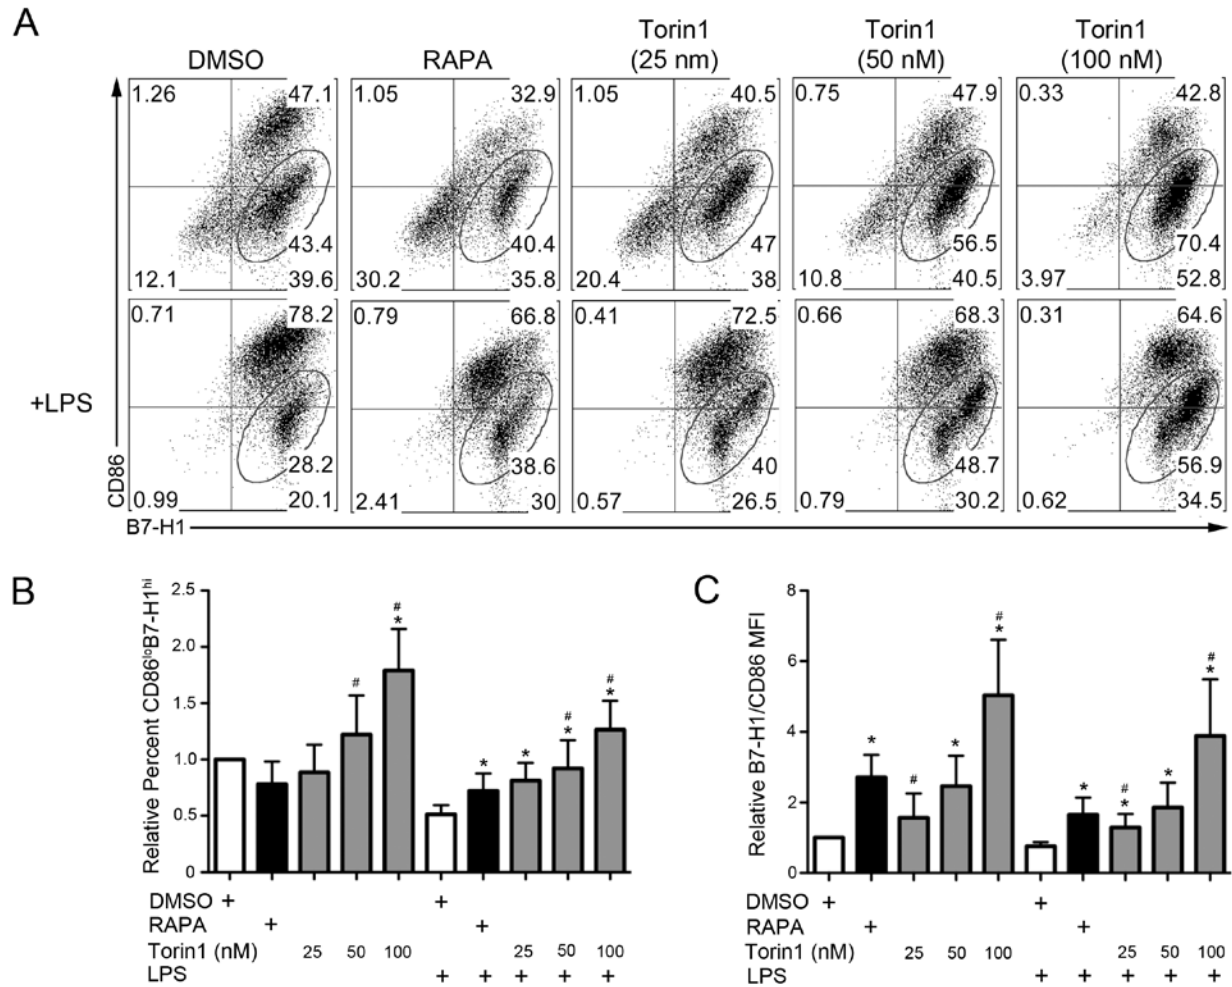 A
DMSO
RAPA
Torin1
(25 nm)
Torin1
(50 nM)
Torin1
(100 nM)
1.26 47.1
43.4
12.1 39.6
1.05 32.9
40.4
30.2 35.8
1.05 40.5
47
20.4 38
0.75 47.9
56.5
10.8 40.5
0.33 42.8
70.4
3.97 52.8
+LPS
0.71 78.2
28.2
0.99 20.1
0.79 66.8
38.6
2.41 30
0.41 72.5
40
0.57 26.5
0.66 68.3
48.7
0.79 30.2
0.31 64.6
56.9
0.62 34.5
CD86
B7-H1
B
Relative Percent CD86loB7-H1hi
2.5
2.0
1.5
1.0
0.5
0
#
# *
*
*
# *
# *
DMSO + +
RAPA + +
Torin1 (nM) 25 50 100 25 50 100
LPS + + + + +
C
Relative B7-H1/CD86 MFI
8
6
4
2
0
*
#
*
# *
*
# *
*
# *
DMSO + +
RAPA + +
Torin1 (nM) 25 50 100 25 50 100
LPS + + + + +